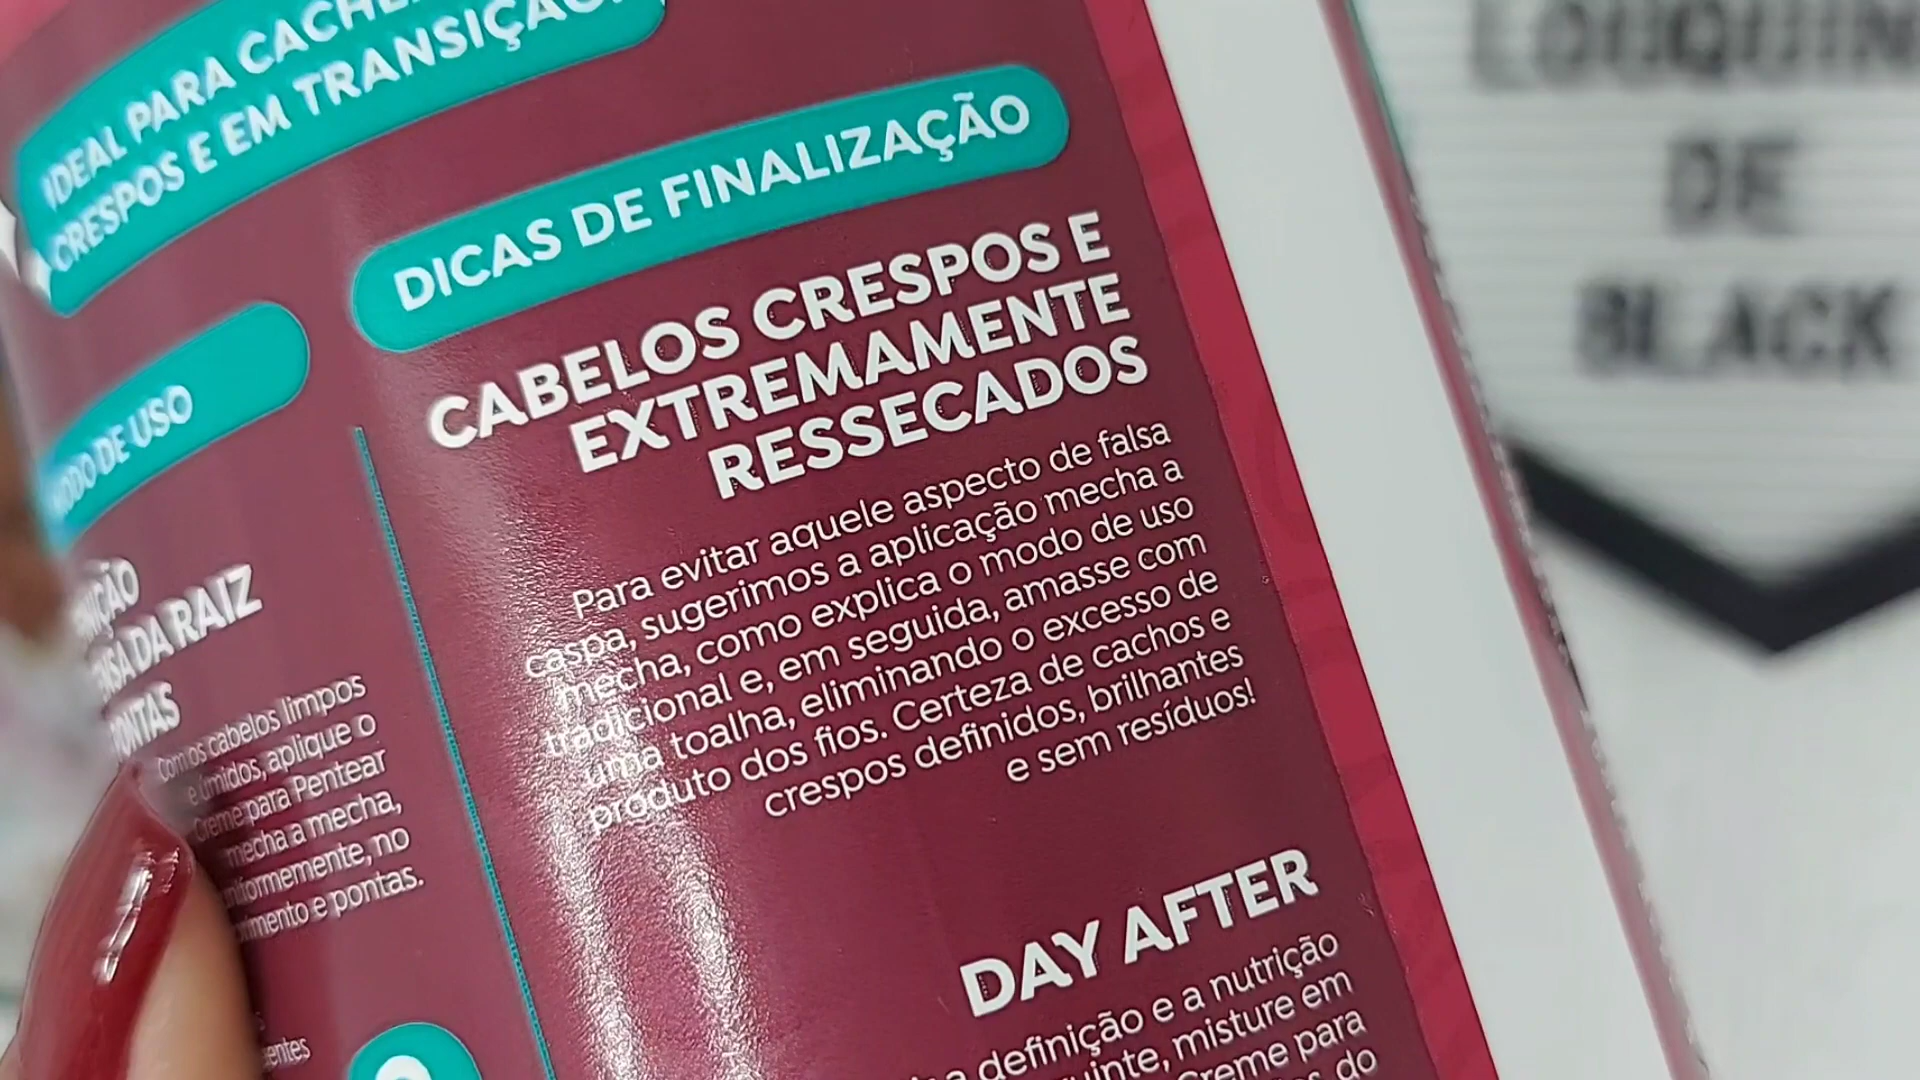 IDEAL PARA
CRESPOS E EM TRANSIÇÃO
MODO DE USO
DA RAIZ
Com os cabelos limpos
e úmidos, aplique o
Creme para Pentear
mecha a mecha,
uniformemente, no
e pontas.
DICAS DE FINALIZAÇÃO
CABELOS CRESPOS E
EXTREMAMENTE
RESSECADOS
Para evitar aquele aspecto de falsa
caspa, sugerimos a aplicação mecha a
mecha, como explica o modo de uso
tradicional e, em seguida, amasse com
uma toalha, eliminando o excesso de
produto dos fios. Certeza de cachos e
crespos definidos, brilhantes
e sem resíduos!
DAY AFTER
definição e a nutrição
misture em
Creme para
do
DE
BLACK